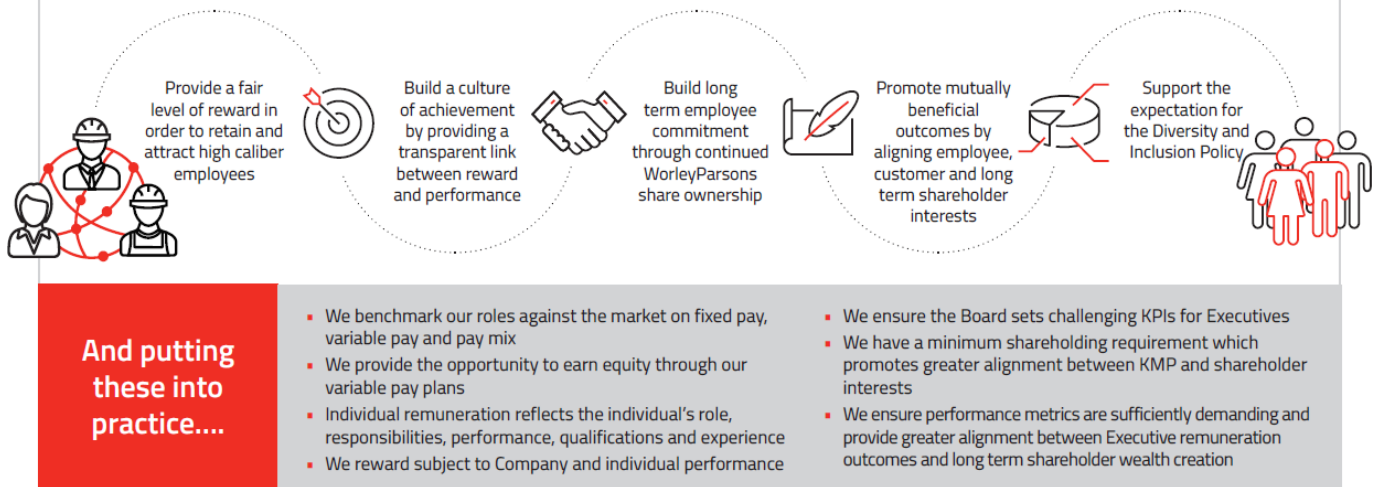 Provide a fair
level of reward in
order to retain and
attract high caliber
employees
Build a culture
of achievement
by providing a
transparent link
between reward
and performance
Build long
term employee
commitment
through continued
WorleyParsons
share ownership
Promote mutually
beneficial
outcomes by
aligning employee,
customer and long
term shareholder
interests
Support the
expectation for
the Diversity and
Inclusion Policy
And putting
these into
practice....
▪ We benchmark our roles against the market on fixed pay,
variable pay and pay mix
▪ We provide the opportunity to earn equity through our
variable pay plans
▪ Individual remuneration reflects the individual’s role,
responsibilities, performance, qualifications and experience
▪ We reward subject to Company and individual performance
▪ We ensure the Board sets challenging KPIs for Executives
▪ We have a minimum shareholding requirement which
promotes greater alignment between KMP and shareholder
interests
▪ We ensure performance metrics are sufficiently demanding and
provide greater alignment between Executive remuneration
outcomes and long term shareholder wealth creation